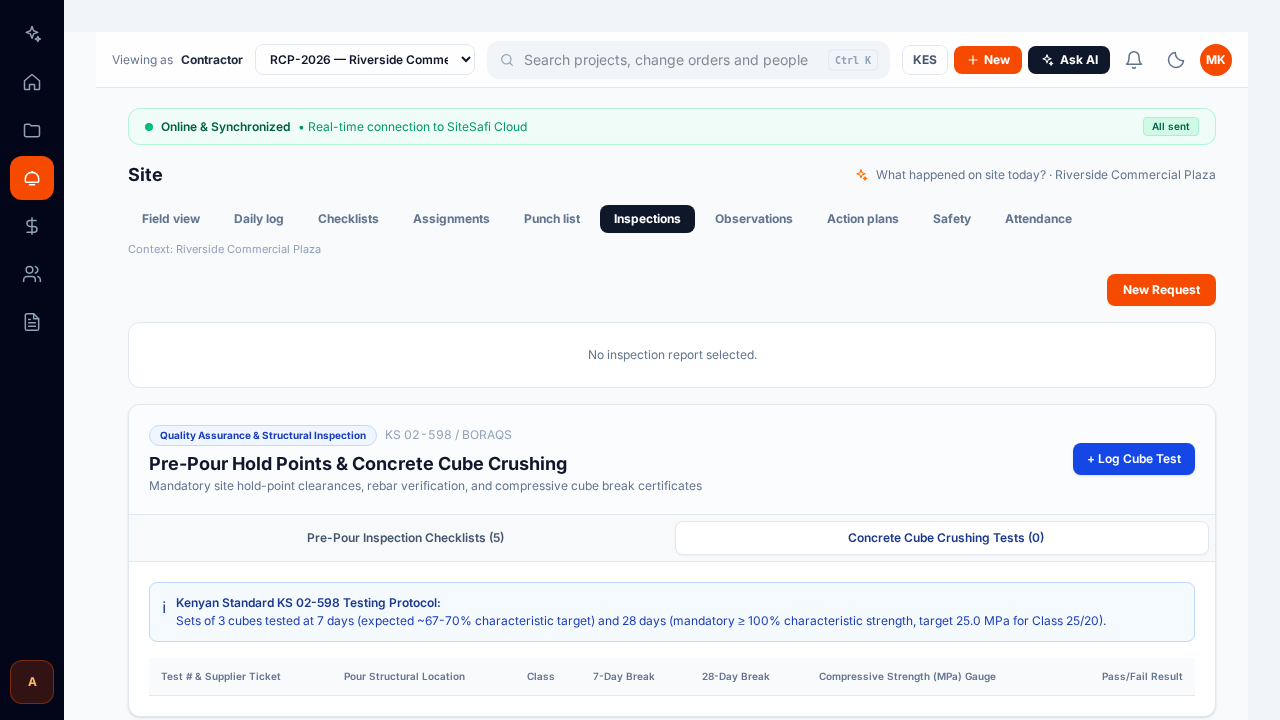 Viewing as Contractor
RCP-2026 — Riverside Comme
Search projects, change orders and people
Ctrl K
KES
+ New
Ask AI
MK
Online & Synchronized • Real-time connection to SiteSafi Cloud
All sent
Site
What happened on site today? · Riverside Commercial Plaza
Field view
Daily log
Checklists
Assignments
Punch list
Inspections
Observations
Action plans
Safety
Attendance
Context: Riverside Commercial Plaza
New Request
No inspection report selected.
Quality Assurance & Structural Inspection
KS 02-598 / BORAQS
Pre-Pour Hold Points & Concrete Cube Crushing
Mandatory site hold-point clearances, rebar verification, and compressive cube break certificates
+ Log Cube Test
Pre-Pour Inspection Checklists (5)
Concrete Cube Crushing Tests (0)
i
Kenyan Standard KS 02-598 Testing Protocol:
Sets of 3 cubes tested at 7 days (expected ~67-70% characteristic target) and 28 days (mandatory ≥ 100% characteristic strength, target 25.0 MPa for Class 25/20).
Test # & Supplier Ticket
Pour Structural Location
Class
7-Day Break
28-Day Break
Compressive Strength (MPa) Gauge
Pass/Fail Result
A